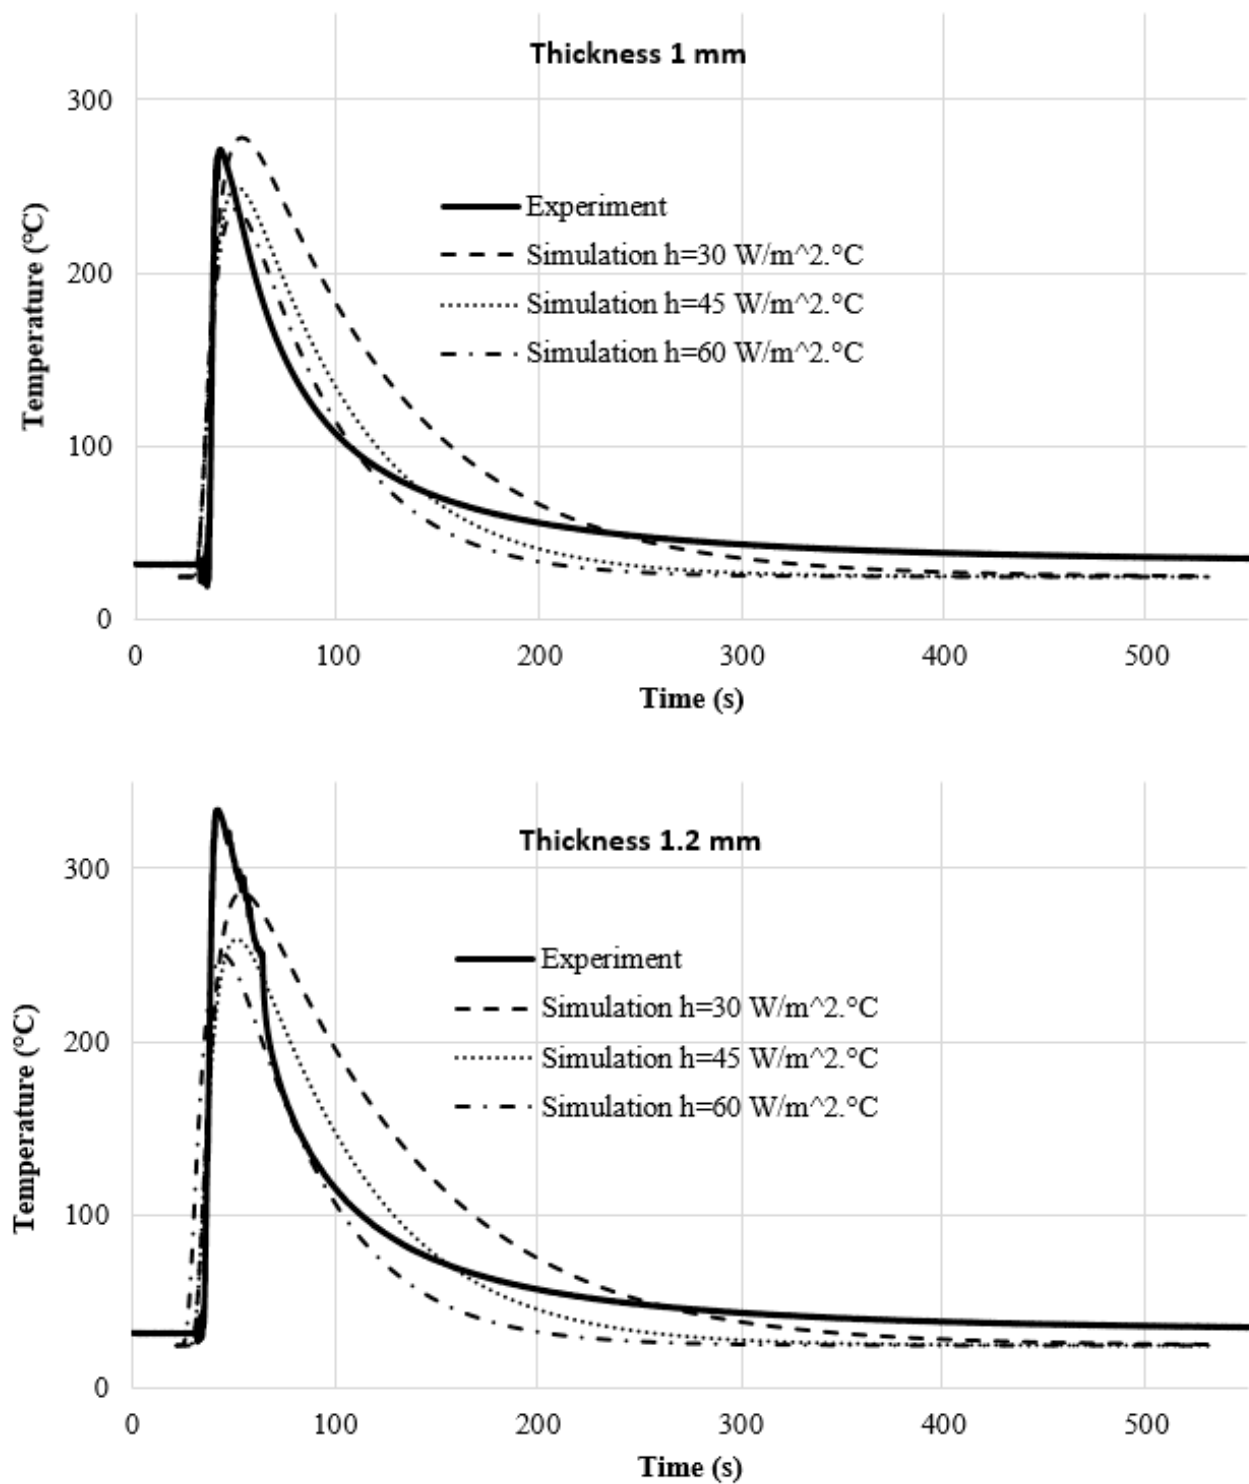 Thickness 1 mm
300
Experiment
Simulation h=30 W/m^2.°C
200
Simulation h=45 W/m^2.°C
Simulation h=60 W/m^2.°C
Temperature (°C)
100
0
0 100 200 300 400 500
Time (s)
Thickness 1.2 mm
300
Experiment
Simulation h=30 W/m^2.°C
200
Simulation h=45 W/m^2.°C
Simulation h=60 W/m^2.°C
Temperature (°C)
100
0
0 100 200 300 400 500
Time (s)